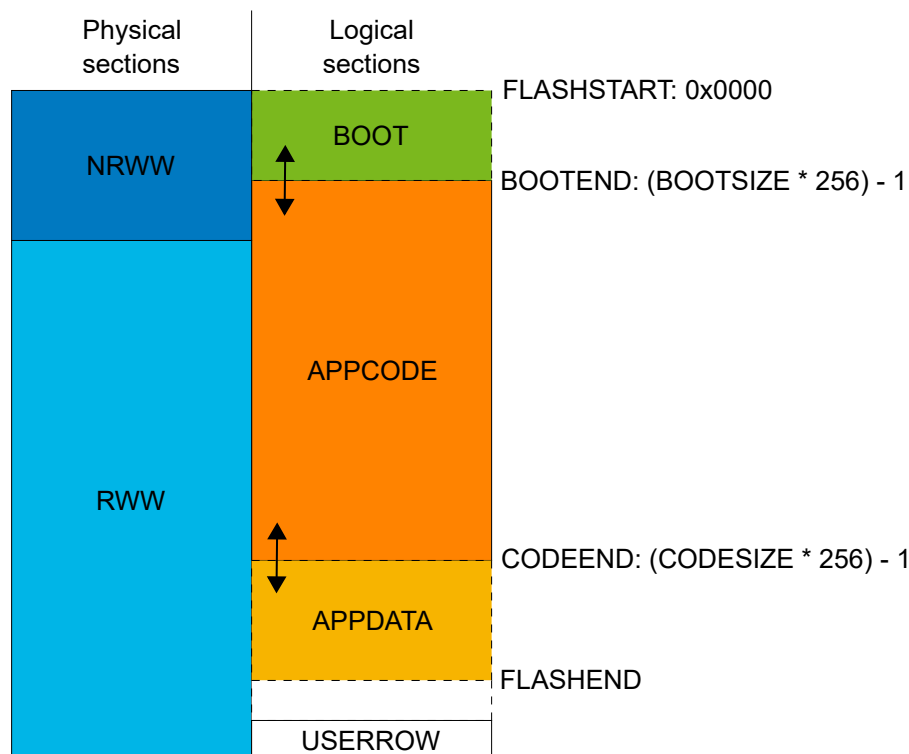 Physical
sections
Logical
sections
FLASHSTART: 0x0000
BOOT
NRWW
BOOTEND: (BOOTSIZE * 256) - 1
APPCODE
RWW
CODEEND: (CODESIZE * 256) - 1
APPDATA
FLASHEND
USERROW